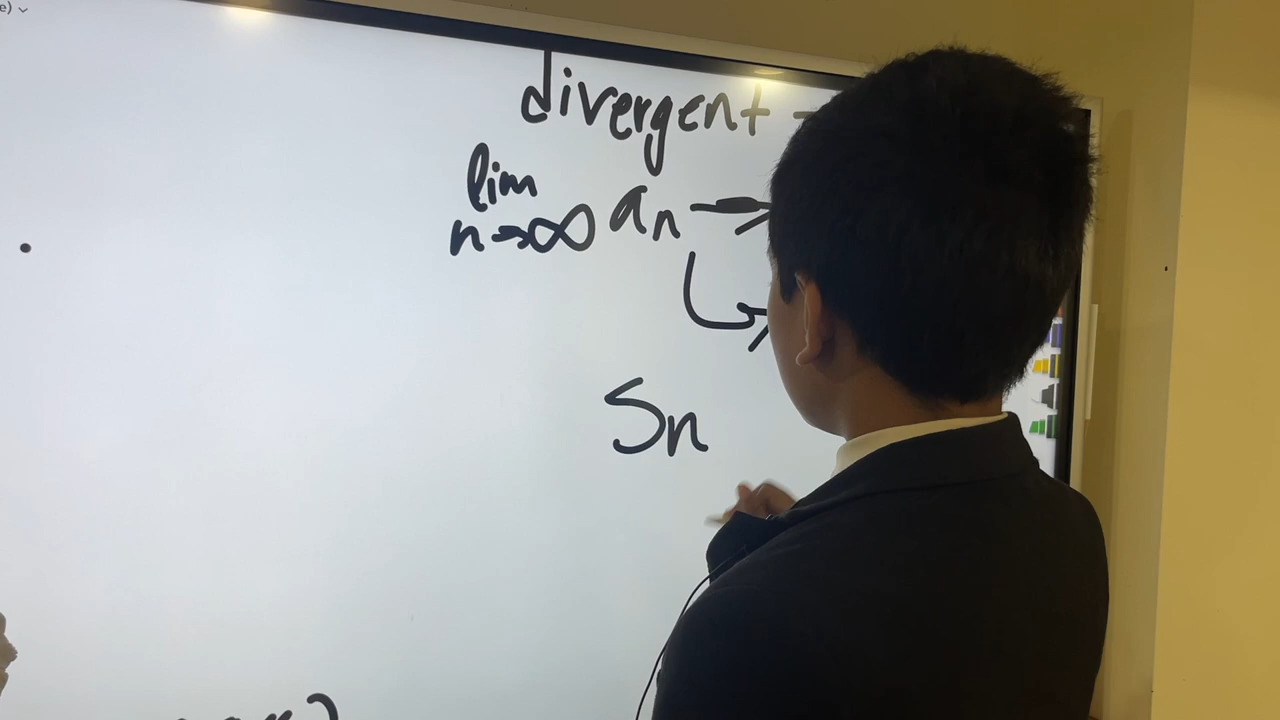 e)
divergent -
lim
n→∞ an →
Sn